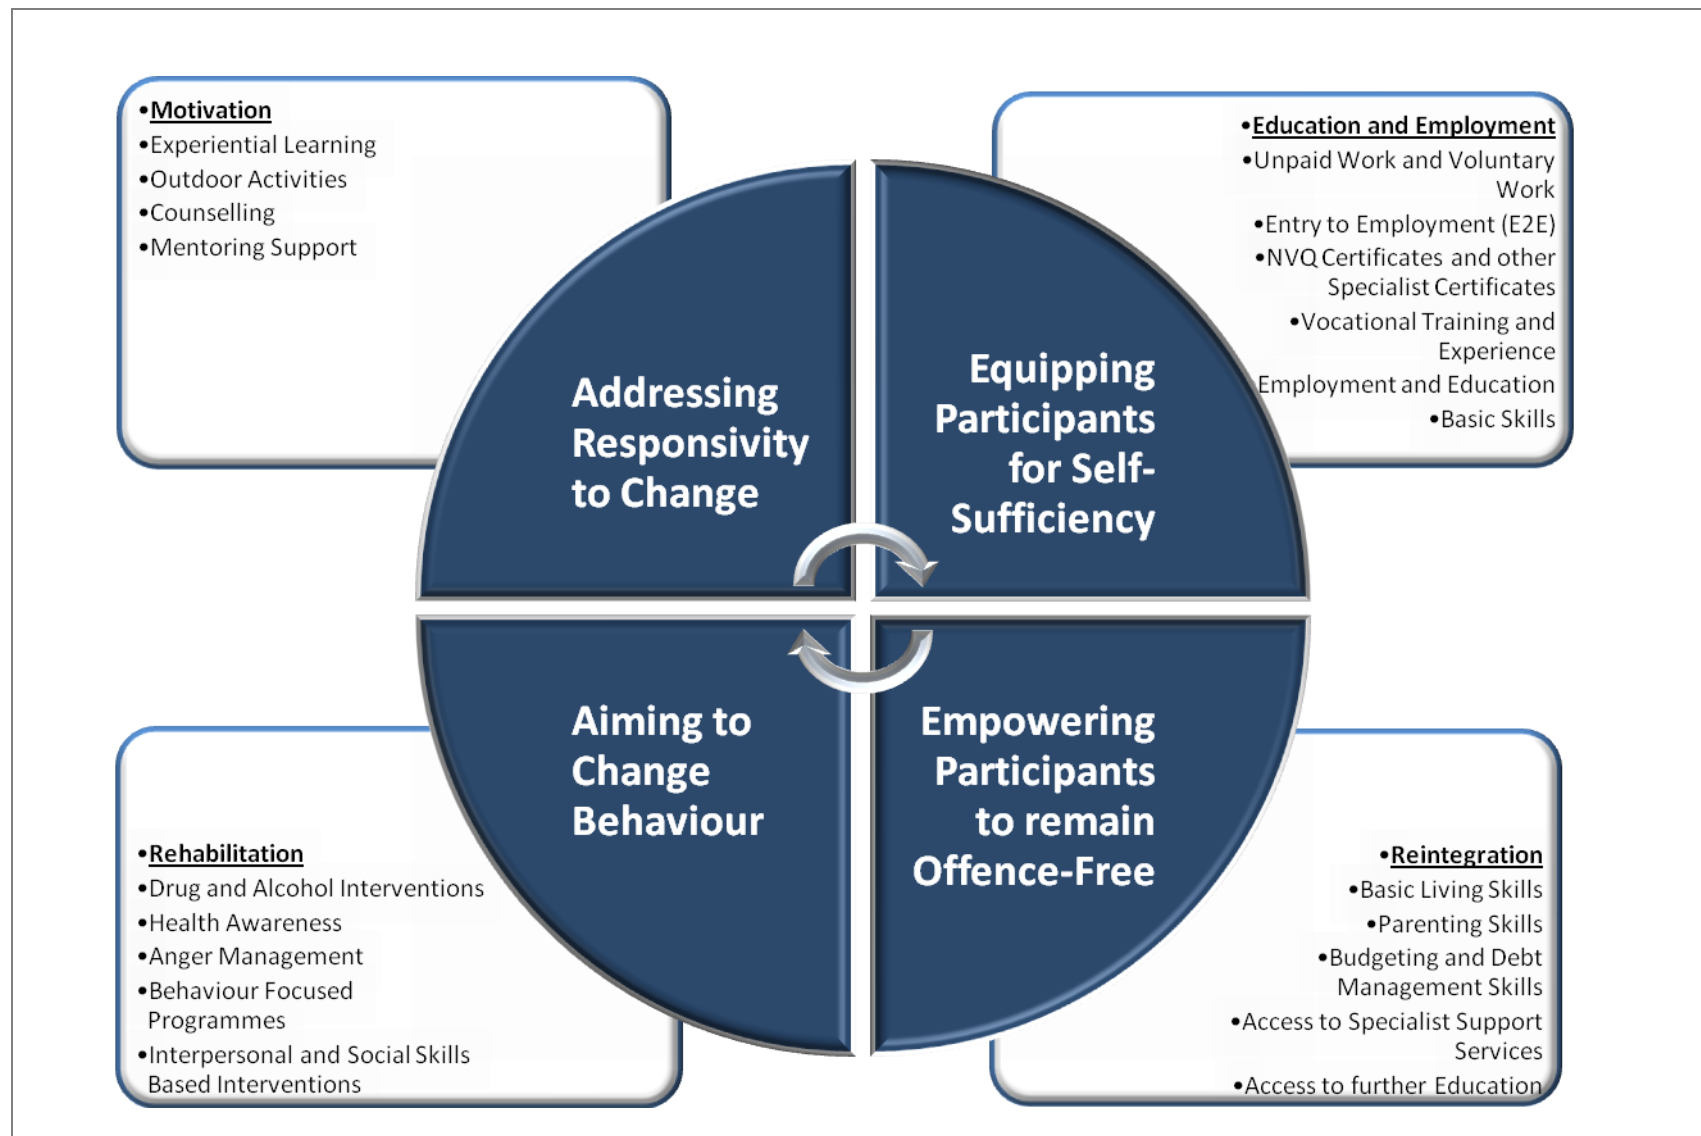 •Motivation
•Experiential Learning
•Outdoor Activities
•Counselling
•Mentoring Support
•Education and Employment
•Unpaid Work and Voluntary
Work
•Entry to Employment (E2E)
•NVQ Certificates and other
Specialist Certificates
•Vocational Training and
Experience
Employment and Education
•Basic Skills
Addressing
Responsivity
to Change
Equipping
Participants
for Self-
Sufficiency
Aiming to
Change
Behaviour
Empowering
Participants
to remain
Offence-Free
•Rehabilitation
•Drug and Alcohol Interventions
•Health Awareness
•Anger Management
•Behaviour Focused
Programmes
•Interpersonal and Social Skills
Based Interventions
•Reintegration
•Basic Living Skills
•Parenting Skills
•Budgeting and Debt
Management Skills
•Access to Specialist Support
Services
•Access to further Education